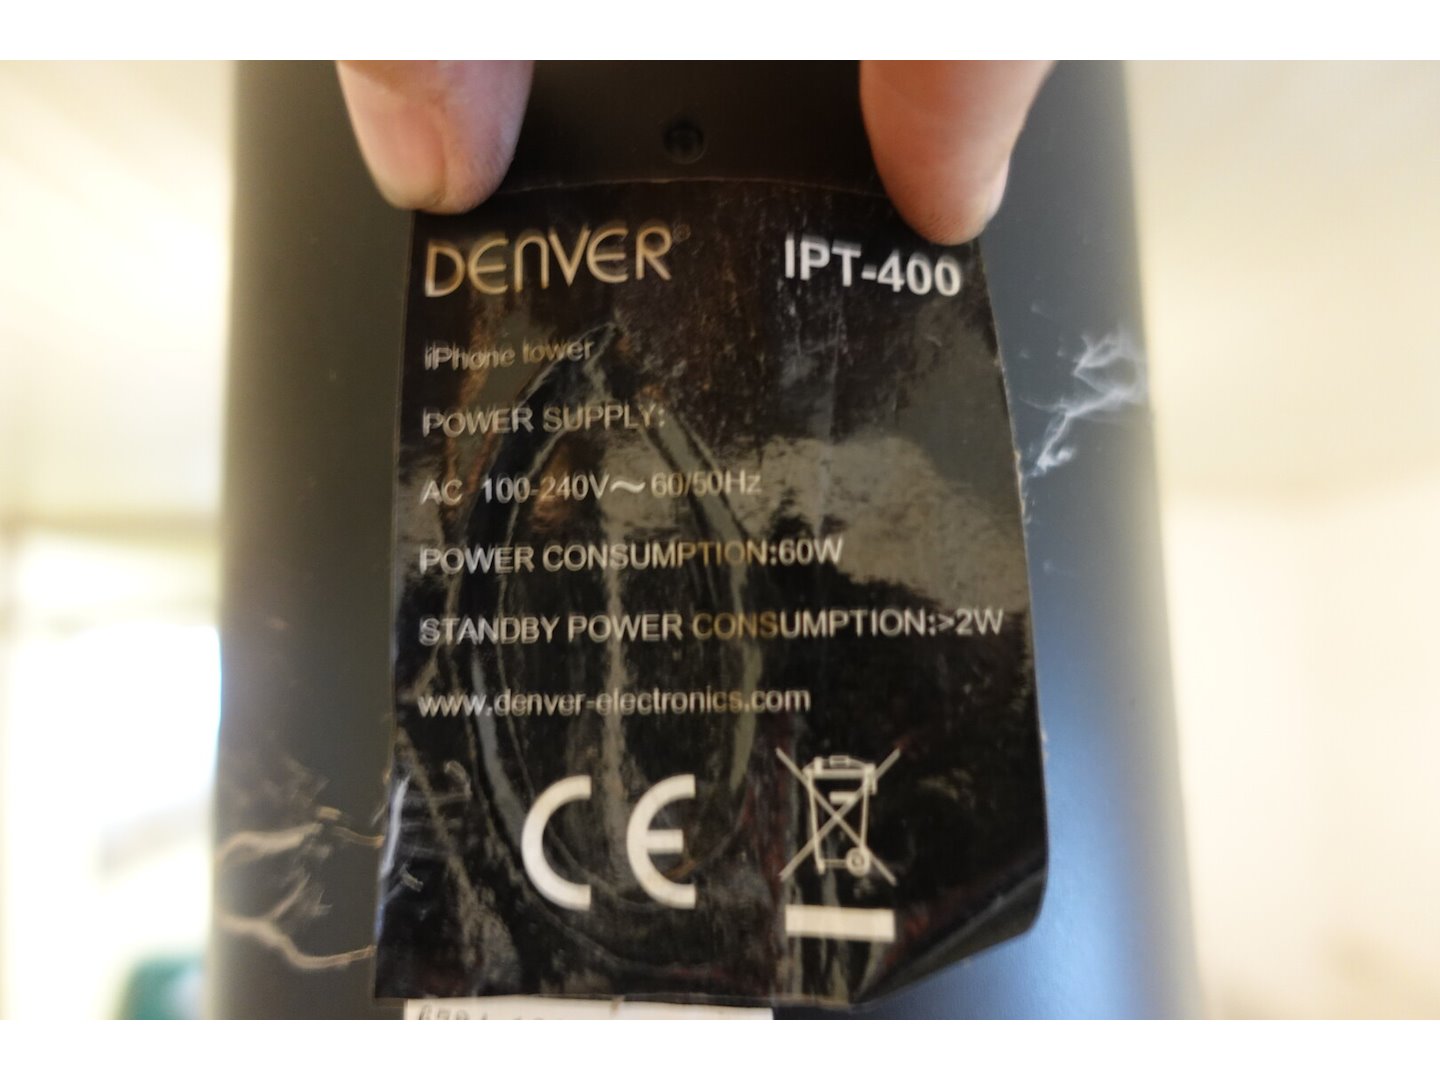 DENVER® IPT-400
iPhone tower
POWER SUPPLY:
AC 100-240V～60/50Hz
POWER CONSUMPTION:60W
STANDBY POWER CONSUMPTION:>2W
www.denver-electronics.com
CE